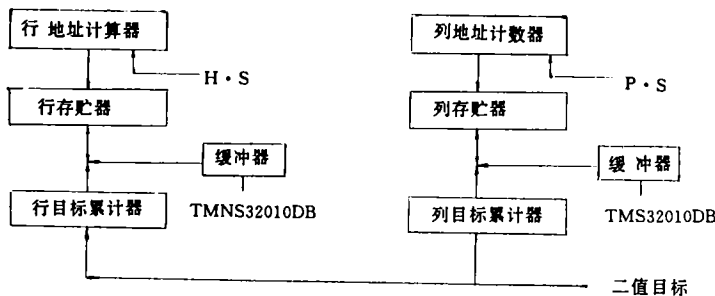 行 地址计算器
列地址计数器
H·S
P·S
行存贮器
列存贮器
缓冲器
缓 冲器
行目标累计器
TMNS32010DB
列目标累计器
TMS32010DB
二值目标